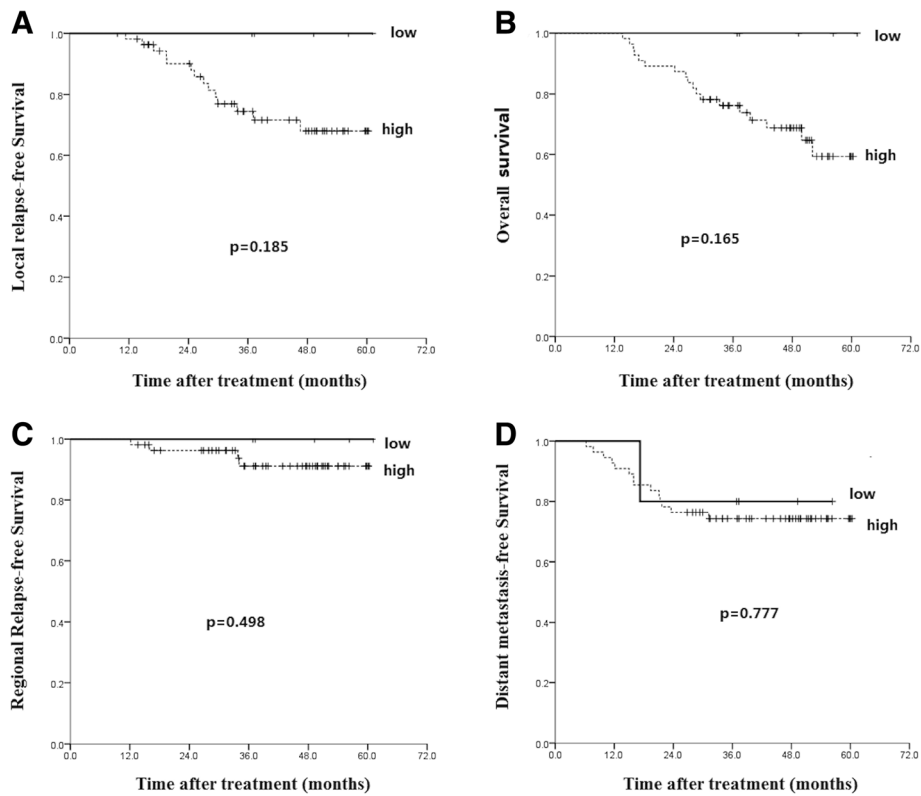 A
Local relapse-free Survival
1.0
0.8
0.6
0.4
0.2
0.0
low
high
p=0.185
0.0 12.0 24.0 36.0 48.0 60.0 72.0
Time after treatment (months)
B
Overall survival
1.0
0.8
0.6
0.4
0.2
0.0
low
high
p=0.165
0.0 12.0 24.0 36.0 48.0 60.0 72.0
Time after treatment (months)
C
Regional Relapse-free Survival
1.0
0.8
0.6
0.4
0.2
0.0
low
high
p=0.498
0.0 12.0 24.0 36.0 48.0 60.0 72.0
Time after treatment (months)
D
Distant metastasis-free Survival
1.0
0.8
0.6
0.4
0.2
0.0
low
high
p=0.777
0.0 12.0 24.0 36.0 48.0 60.0 72.0
Time after treatment (months)